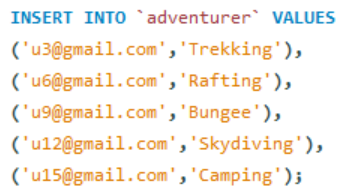 INSERT INTO `adventurer` VALUES
('u3@gmail.com','Trekking'),
('u6@gmail.com','Rafting'),
('u9@gmail.com','Bungee'),
('u12@gmail.com','Skydiving'),
('u15@gmail.com','Camping');